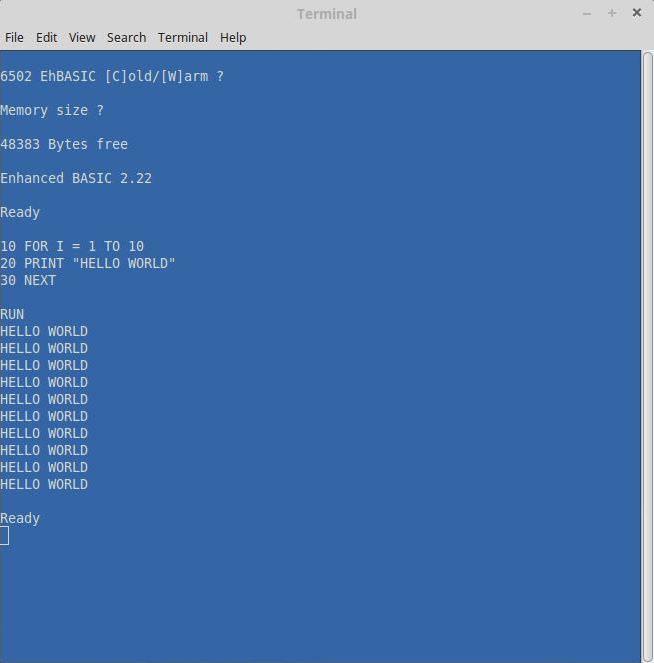 Terminal
File Edit View Search Terminal Help
6502 EhBASIC [C]old/[W]arm ?
Memory size ?
48383 Bytes free
Enhanced BASIC 2.22
Ready
10 FOR I = 1 TO 10
20 PRINT "HELLO WORLD"
30 NEXT
RUN
HELLO WORLD
HELLO WORLD
HELLO WORLD
HELLO WORLD
HELLO WORLD
HELLO WORLD
HELLO WORLD
HELLO WORLD
HELLO WORLD
HELLO WORLD
Ready